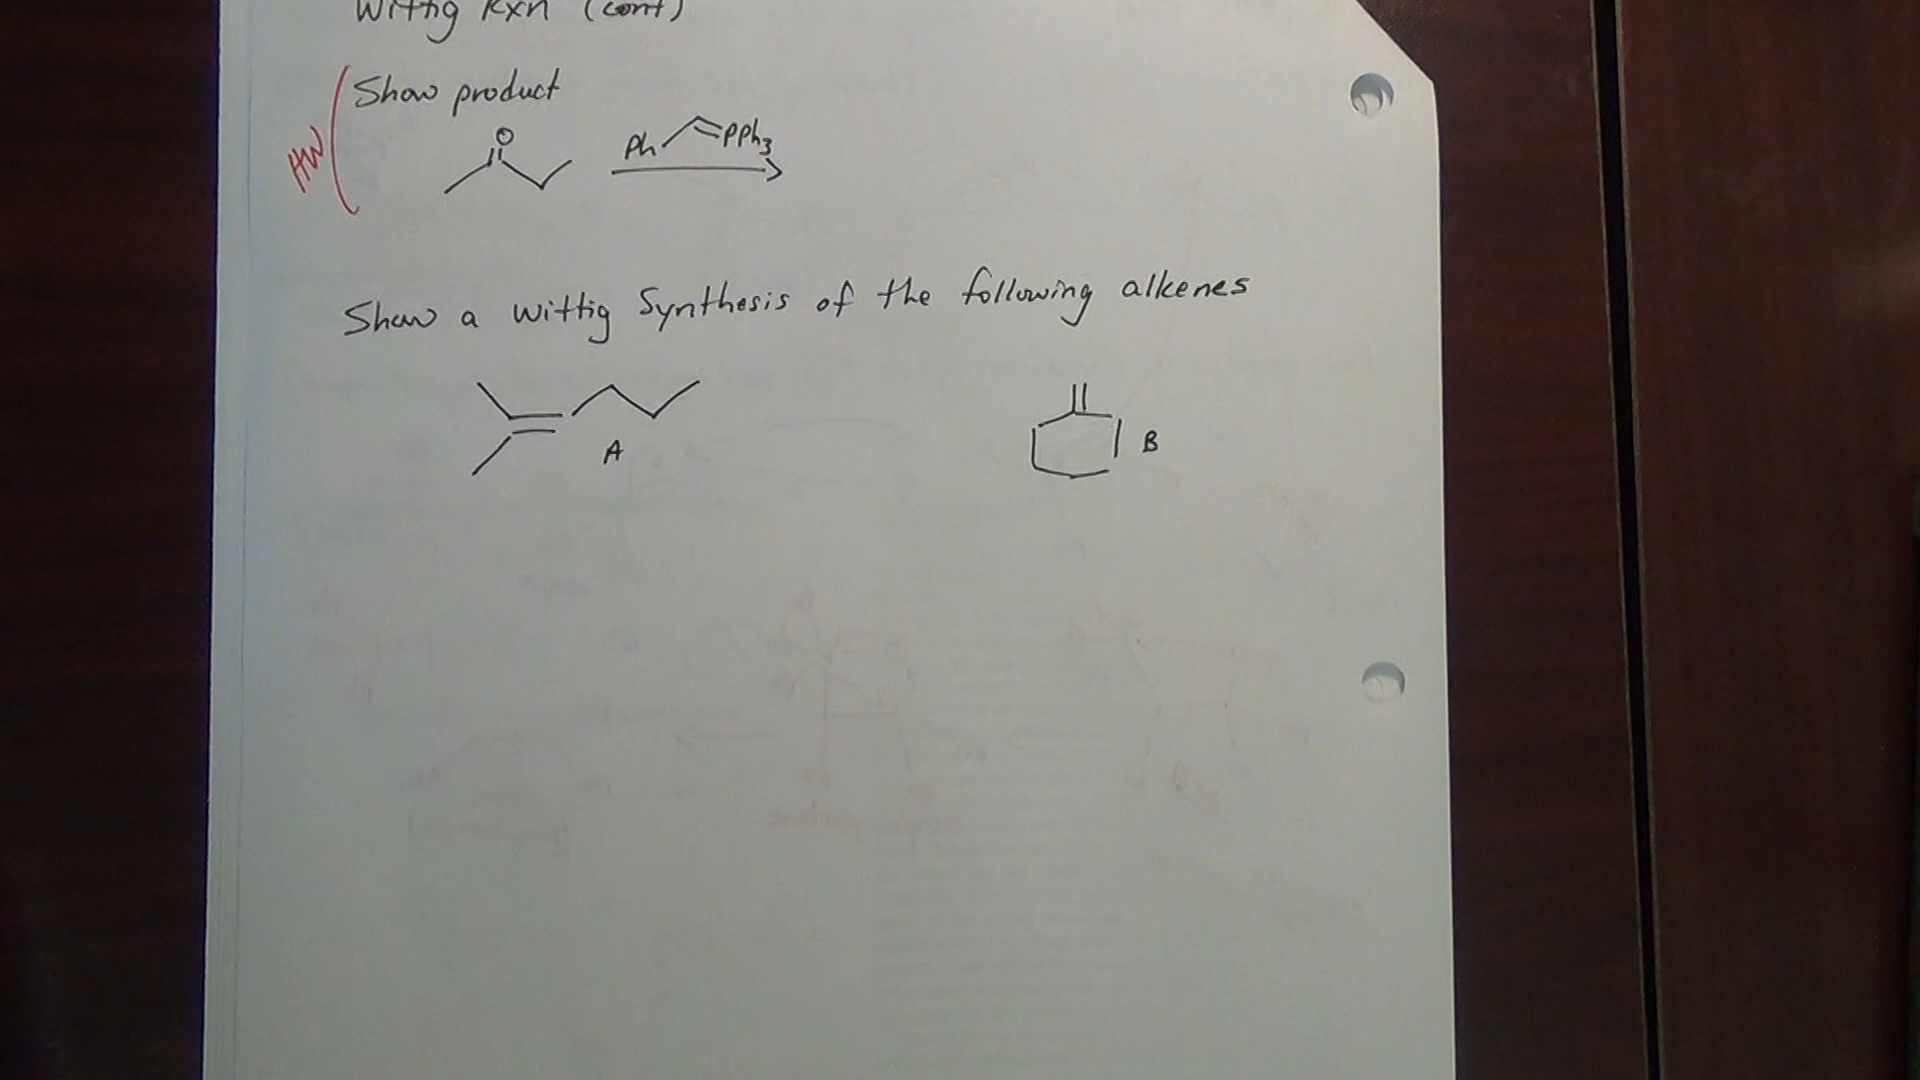 Wittig Rxn (cont)
HW
Show product
O
Ph PPh3
Show a Wittig Synthesis of the following alkenes
A
B